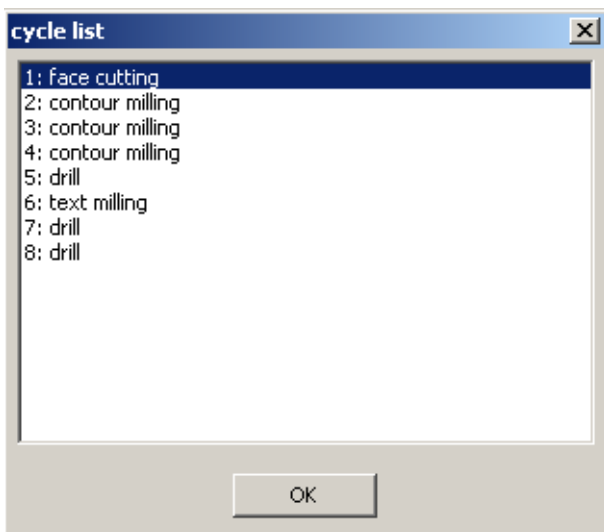 cycle list
1: face cutting
2: contour milling
3: contour milling
4: contour milling
5: drill
6: text milling
7: drill
8: drill
OK